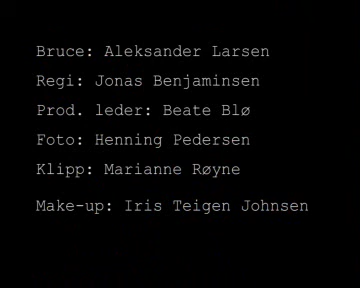 Bruce: Aleksander Larsen
Regi: Jonas Benjaminsen
Prod. leder: Beate Blø
Foto: Henning Pedersen
Klipp: Marianne Røyne
Make-up: Iris Teigen Johnsen